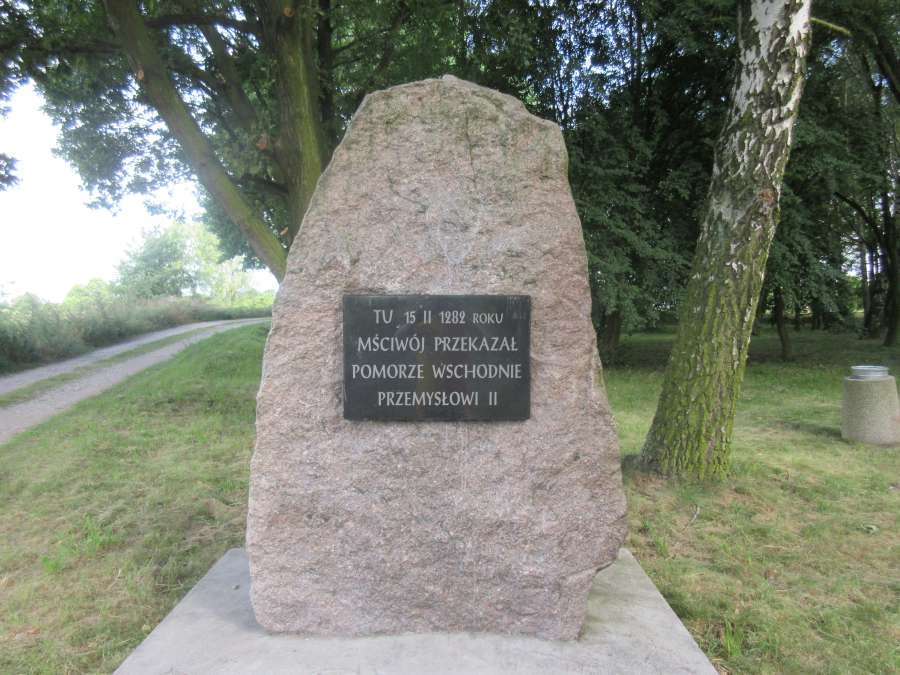 TU 15 II 1282 ROKU
MŚCIWÓJ PRZEKAZAŁ
POMORZE WSCHODNIE
PRZEMYSŁOWI II